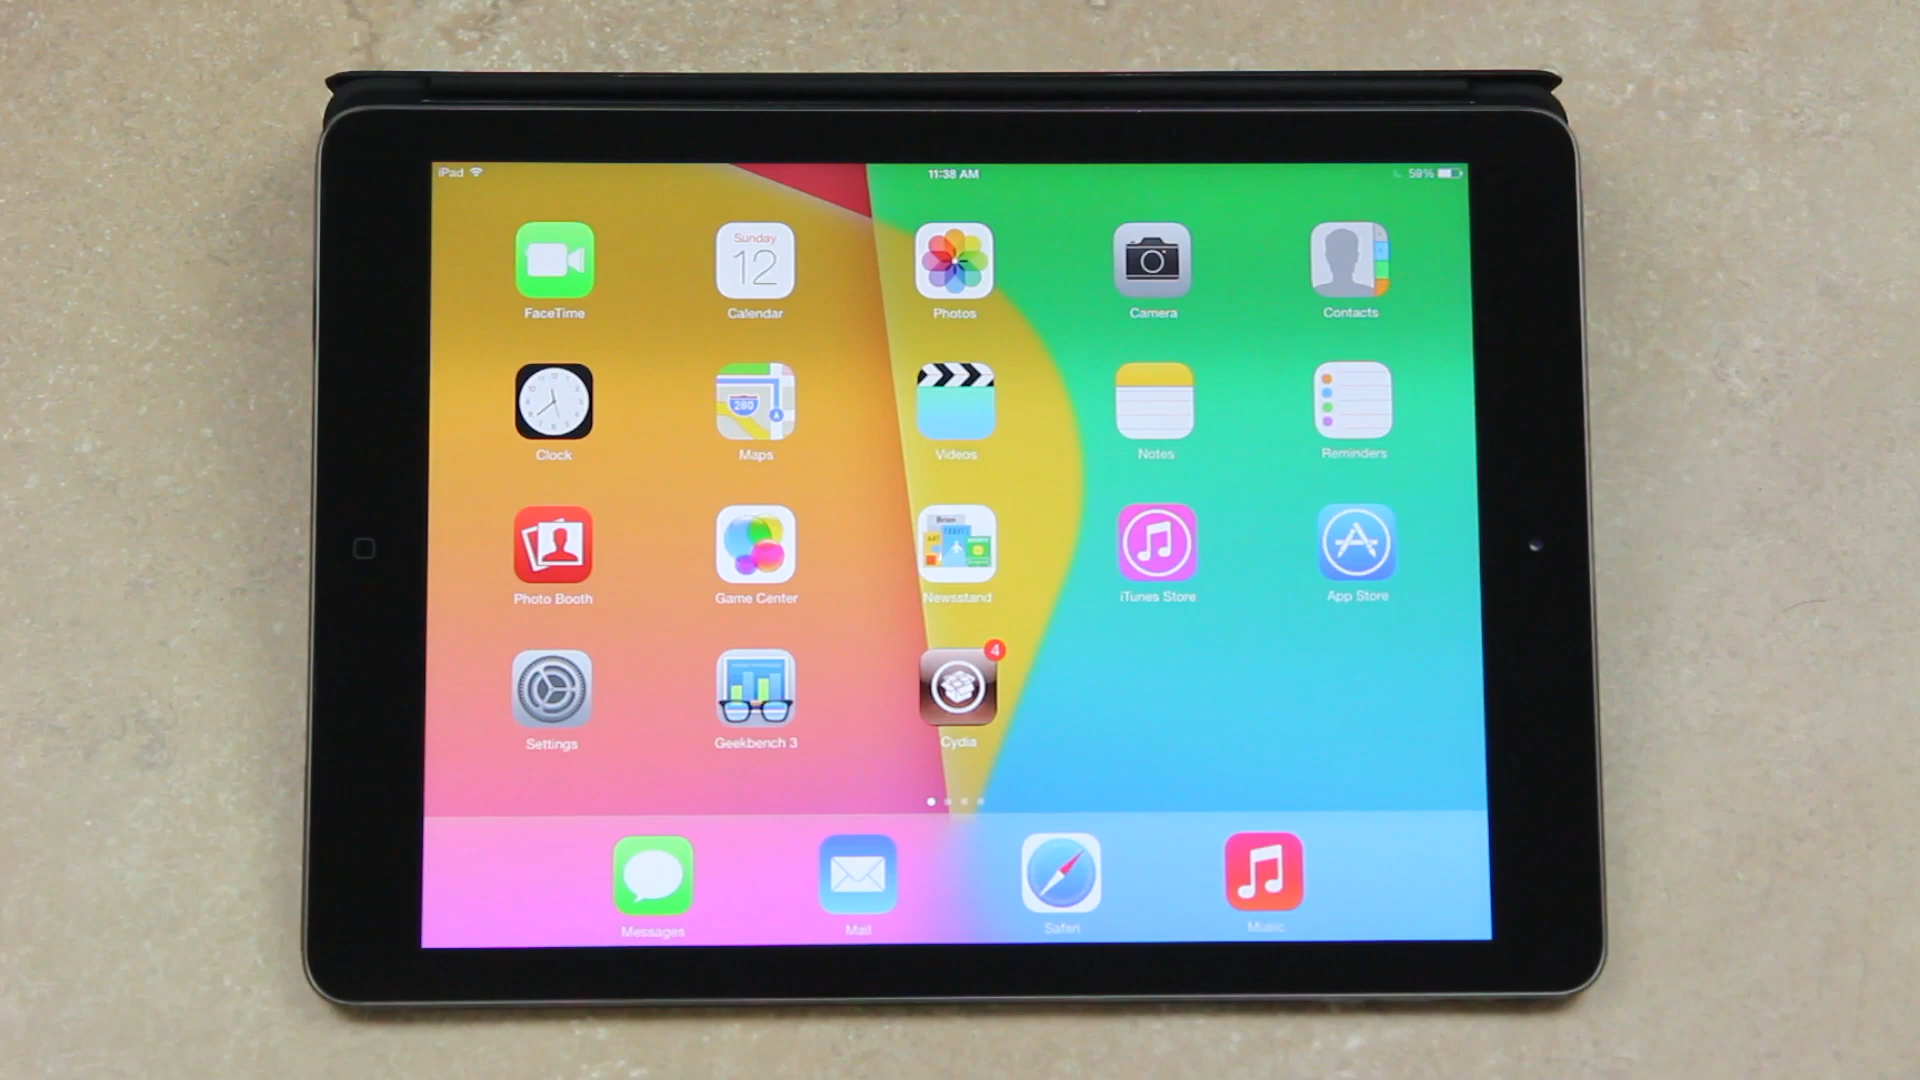 iPad 11:38 AM 59%
Sunday
12
FaceTime Calendar Photos Camera Contacts
280
Clock Maps Videos Notes Reminders
Photo Booth Game Center Newsstand iTunes Store App Store
4
Settings Geekbench 3 Cydia
Messages Mail Safari Music